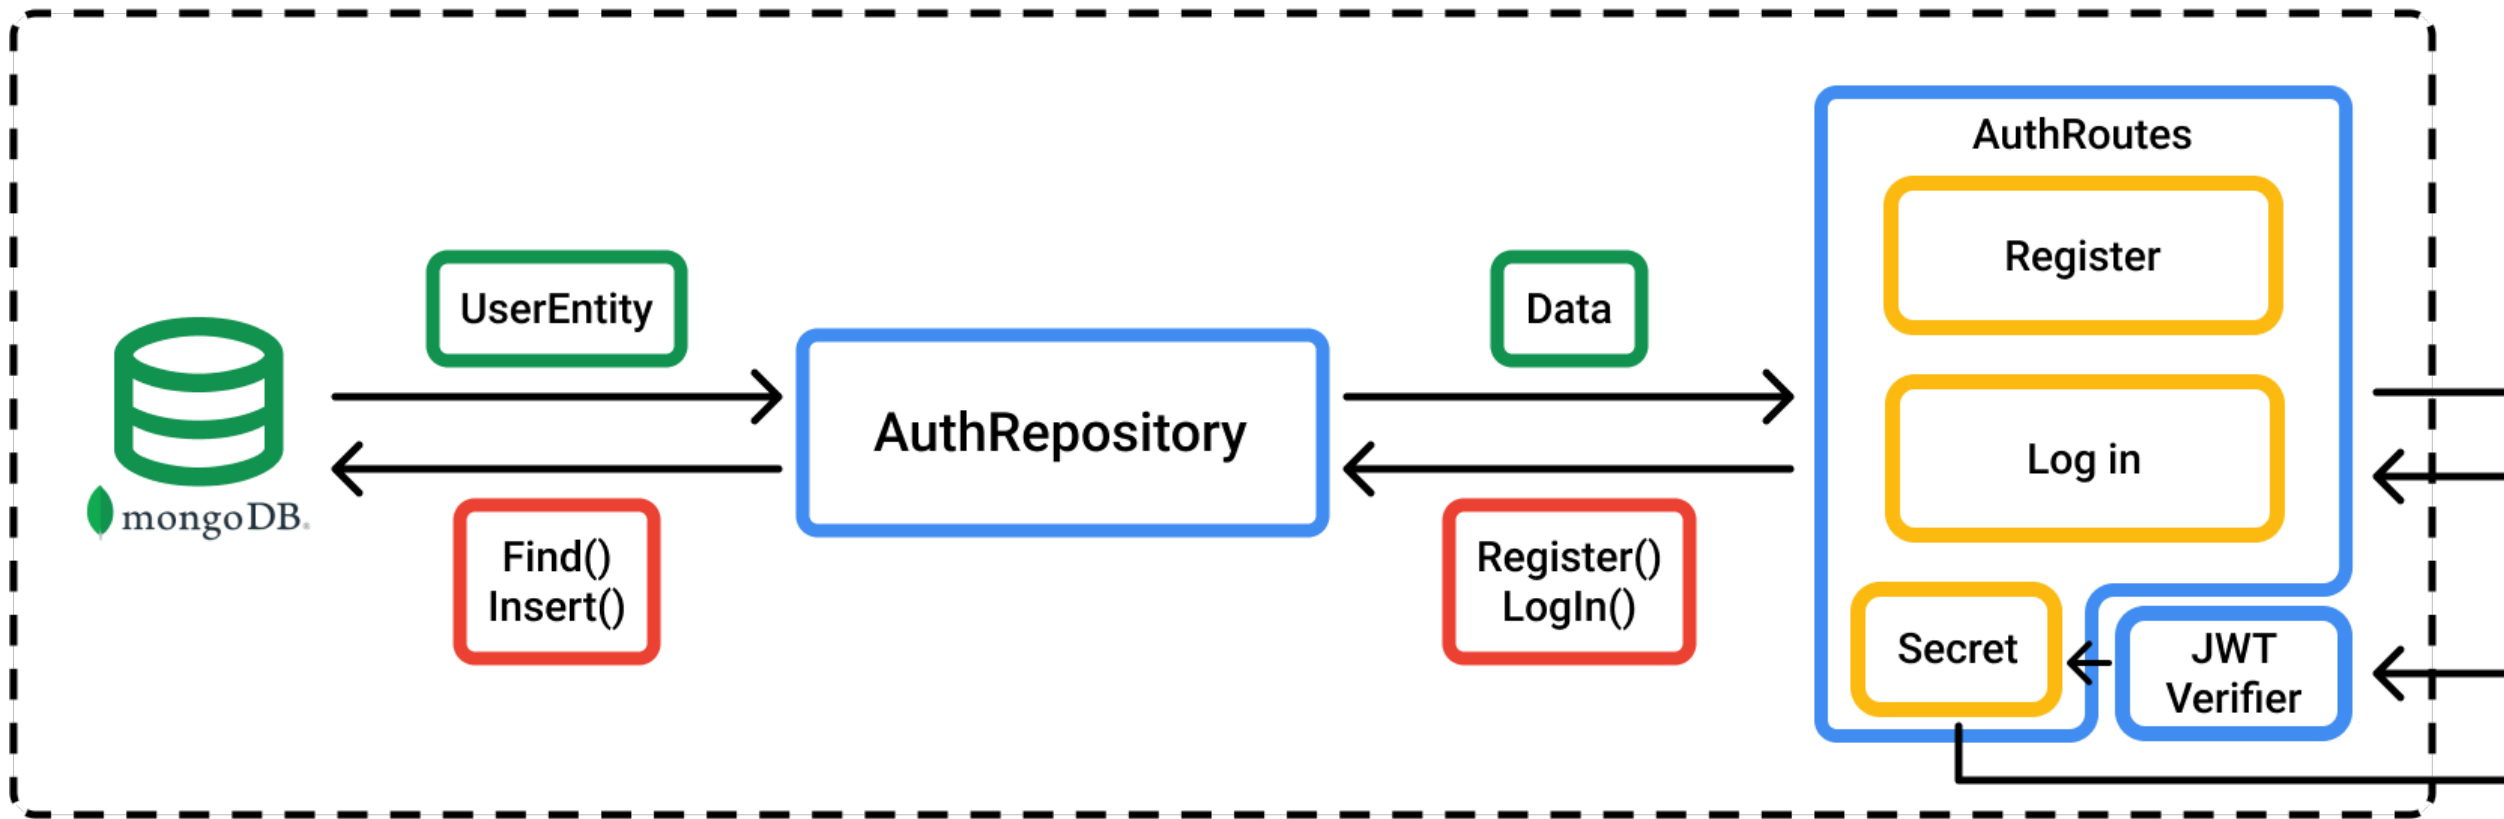 AuthRoutes
Register
UserEntity
Data
AuthRepository
Log in
mongoDB®
Find()
Insert()
Register()
LogIn()
Secret
JWT
Verifier